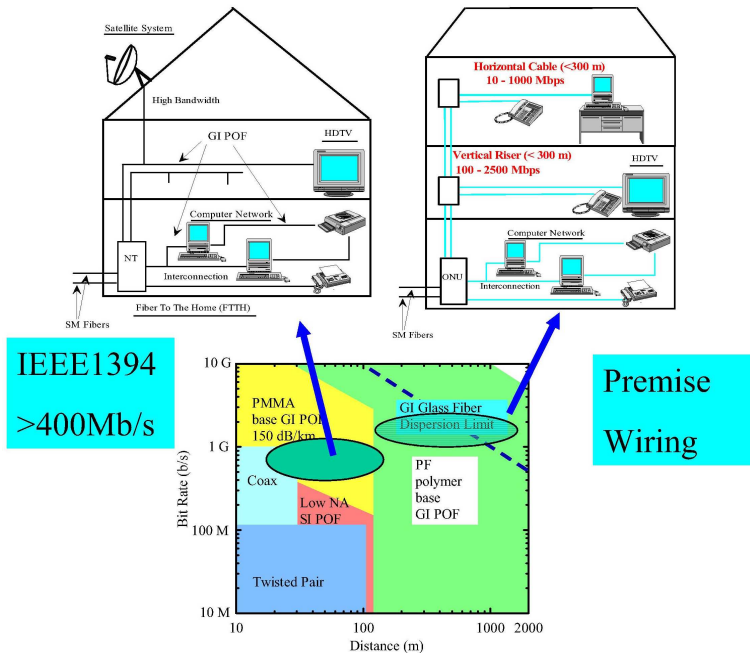 Satellite System
High Bandwidth
GI POF
HDTV
Computer Network
NT
Interconnection
SM Fibers
Fiber To The Home (FTTH)
Horizontal Cable (<300 m)
10 - 1000 Mbps
Vertical Riser (< 300 m)
100 - 2500 Mbps
HDTV
Computer Network
ONU
Interconnection
SM Fibers
IEEE1394
>400Mb/s
Premise
Wiring
Bit Rate (b/s)
10 G
1 G
100 M
10 M
PMMA
base GI POF
150 dB/km
GI Glass Fiber
Dispersion Limit
Coax
Low NA
SI POF
PF
polymer
base
GI POF
Twisted Pair
10
100
1000
2000
Distance (m)